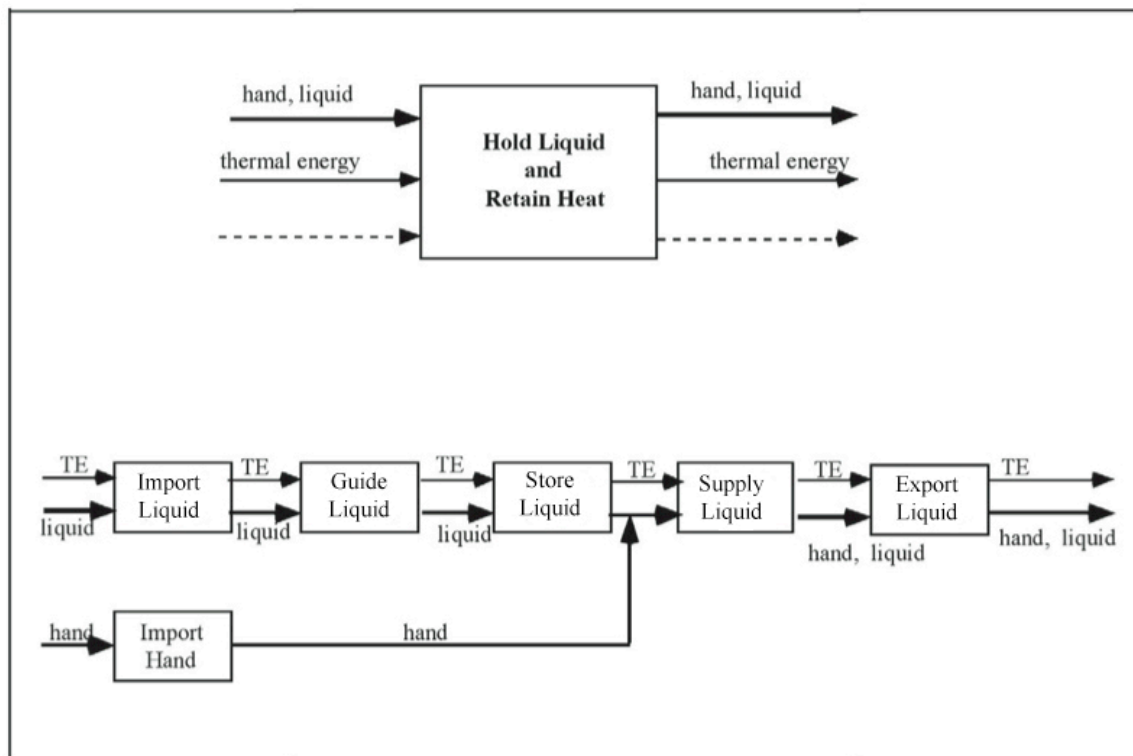 hand, liquid
hand, liquid
Hold Liquid
and
Retain Heat
thermal energy
thermal energy
TE
TE
TE
TE
TE
TE
Import
Liquid
Guide
Liquid
Store
Liquid
Supply
Liquid
Export
Liquid
liquid
liquid
liquid
hand, liquid
hand, liquid
hand
Import
Hand
hand